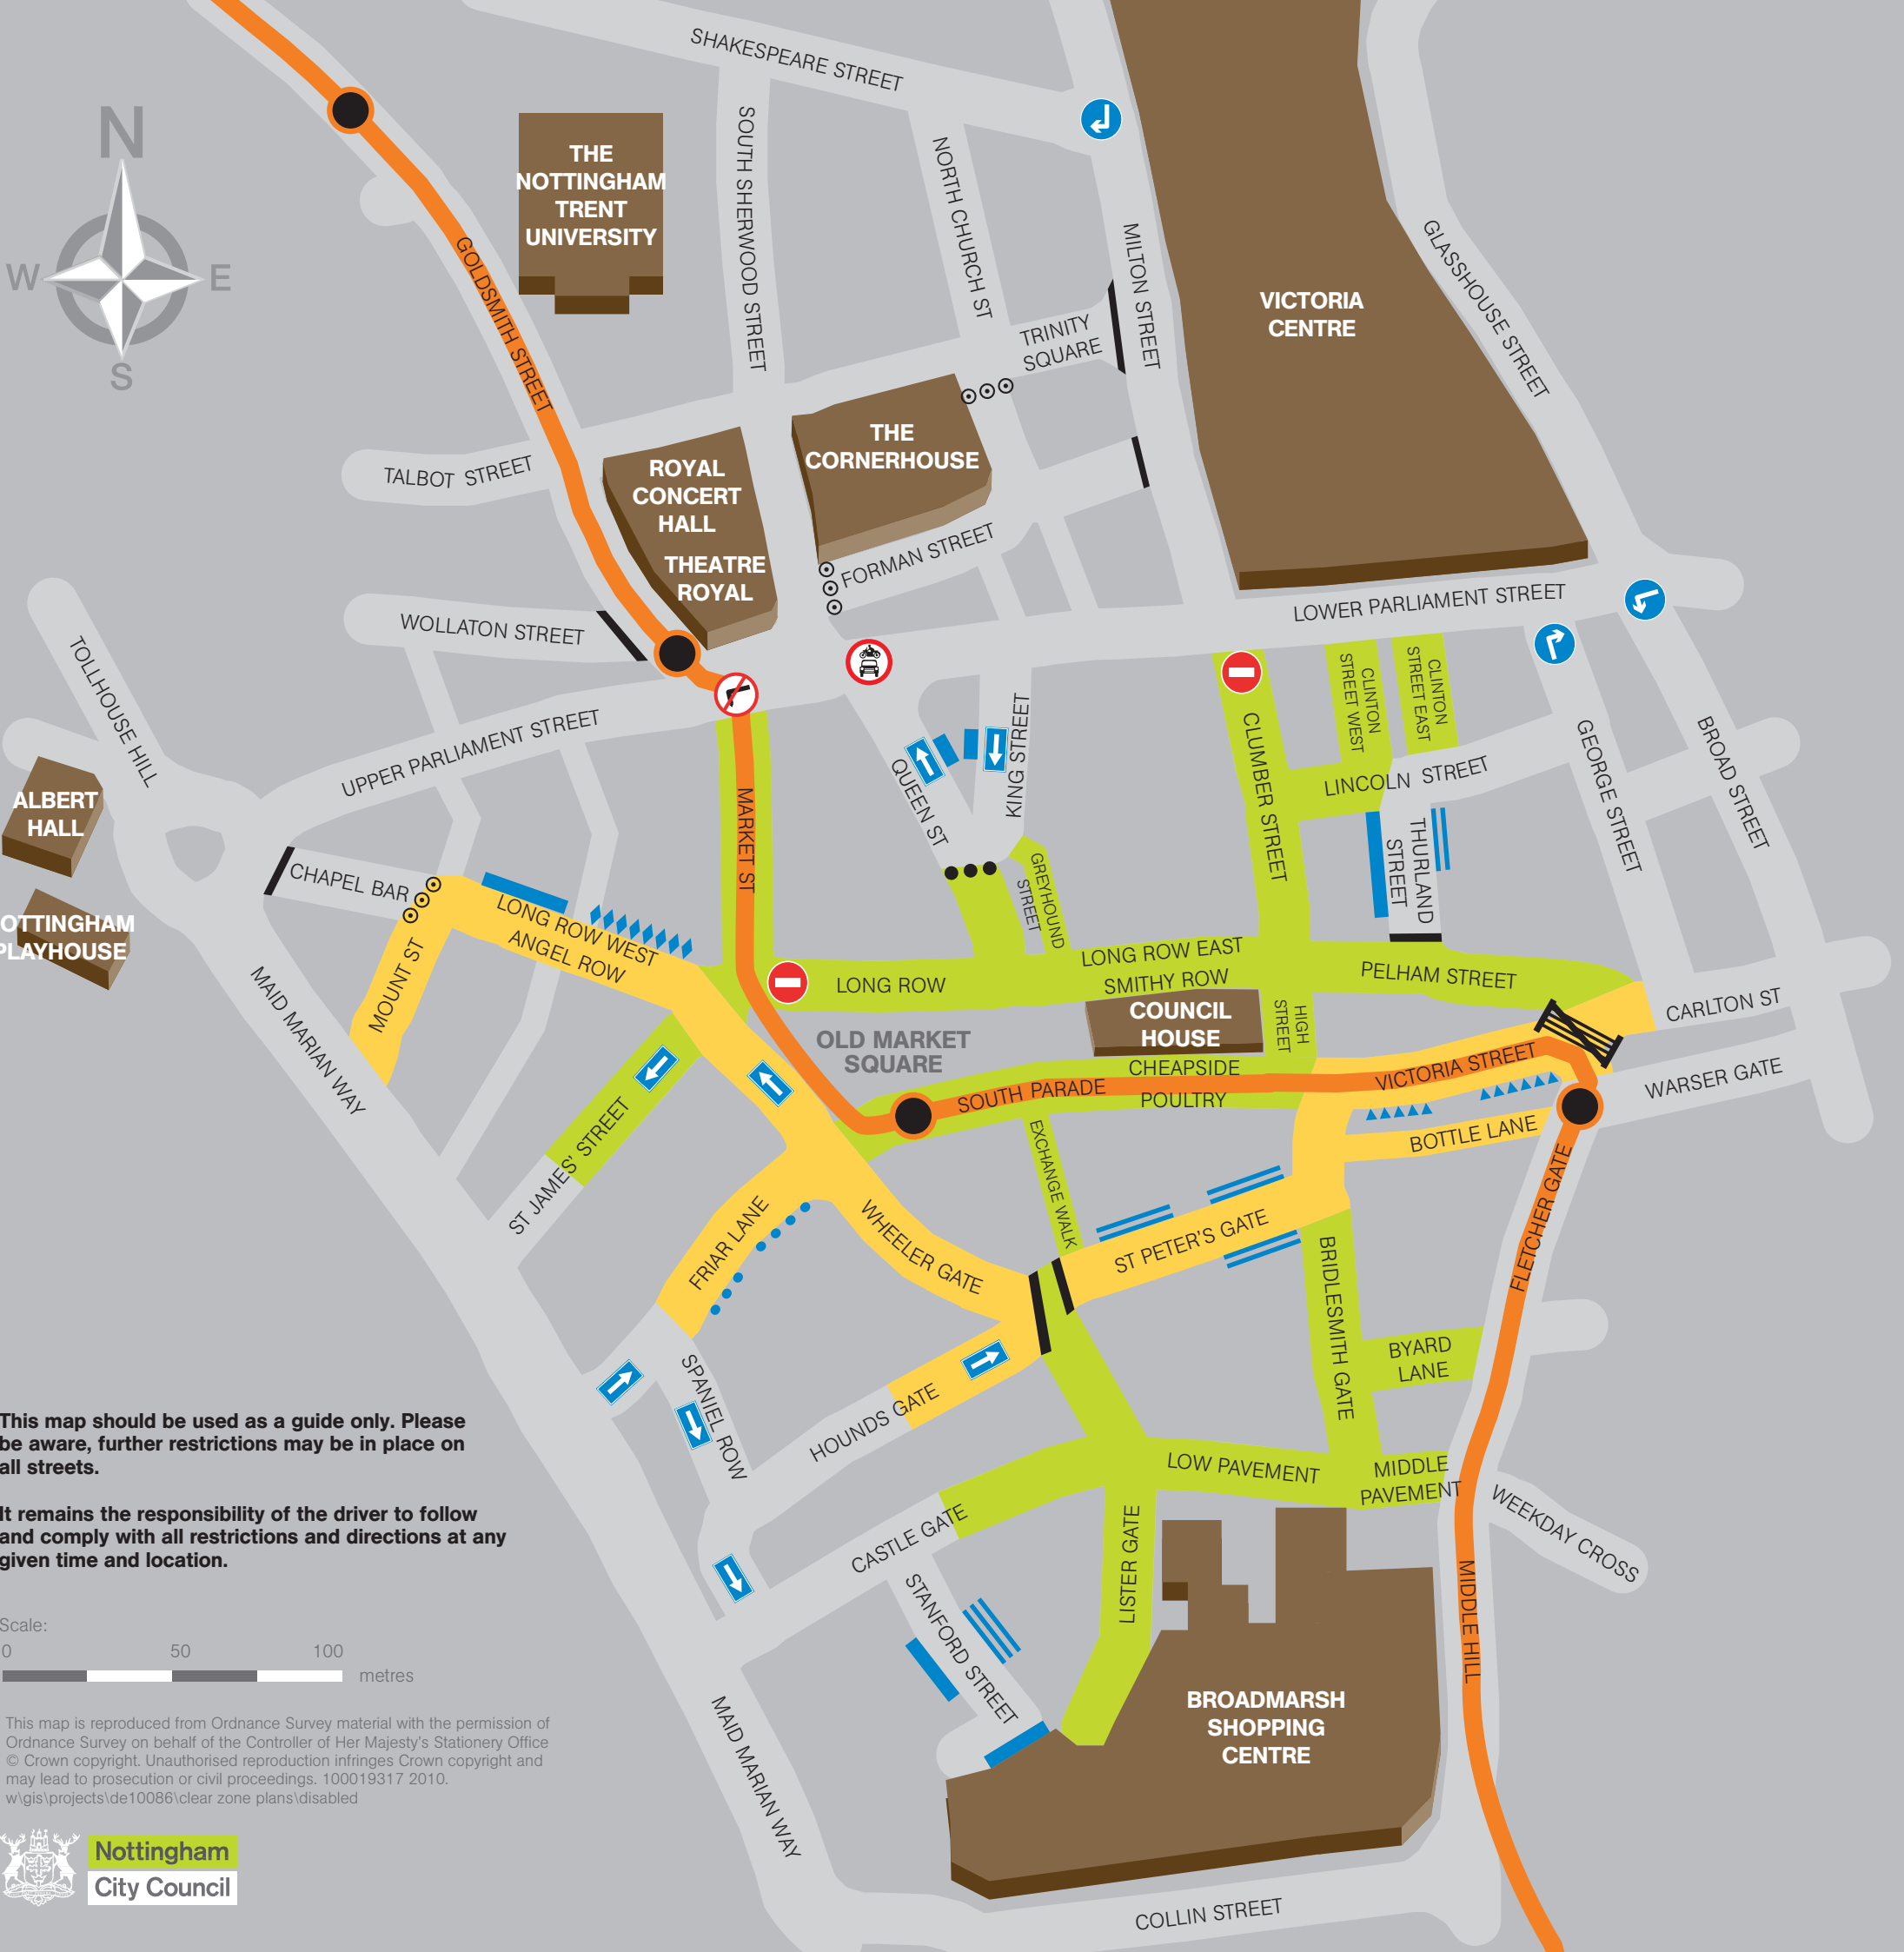 SHAKESPEARE STREET
N
W
E
S
THE
NOTTINGHAM
TRENT
UNIVERSITY
SOUTH SHERWOOD STREET
NORTH CHURCH ST
MILTON STREET
GLASSHOUSE STREET
GOLDSMITH STREET
VICTORIA
CENTRE
TRINITY
SQUARE
THE
CORNERHOUSE
TALBOT STREET
ROYAL
CONCERT
HALL
THEATRE
ROYAL
FORMAN STREET
LOWER PARLIAMENT STREET
WOLLATON STREET
TOLLHOUSE HILL
UPPER PARLIAMENT STREET
CLINTON
STREET WEST
CLINTON
STREET EAST
KING STREET
QUEEN ST
CLUMBER STREET
GEORGE STREET
BROAD STREET
LINCOLN STREET
MARKET ST
ALBERT
HALL
THURLAND
STREET
CHAPEL BAR
GREYHOUND
STREET
OTTINGHAM
PLAYHOUSE
LONG ROW WEST
ANGEL ROW
MOUNT ST
LONG ROW EAST
SMITHY ROW
LONG ROW
PELHAM STREET
CARLTON ST
MAID MARIAN WAY
COUNCIL
HOUSE
HIGH
STREET
OLD MARKET
SQUARE
CHEAPSIDE
SOUTH PARADE
POULTRY
VICTORIA STREET
WARSER GATE
BOTTLE LANE
ST JAMES' STREET
EXCHANGE WALK
FLETCHER GATE
FRIAR LANE
WHEELER GATE
ST PETER'S GATE
BRIDLESMITH GATE
BYARD
LANE
SPANIEL ROW
HOUNDS GATE
This map should be used as a guide only. Please
be aware, further restrictions may be in place on
all streets.
It remains the responsibility of the driver to follow
and comply with all restrictions and directions at any
given time and location.
LOW PAVEMENT
MIDDLE
PAVEMENT
WEEKDAY CROSS
CASTLE GATE
LISTER GATE
STANFORD STREET
MIDDLE HILL
Scale:
0 50 100
metres
BROADMARSH
SHOPPING
CENTRE
MAID MARIAN WAY
This map is reproduced from Ordnance Survey material with the permission of
Ordnance Survey on behalf of the Controller of Her Majesty's Stationery Office
© Crown copyright. Unauthorised reproduction infringes Crown copyright and
may lead to prosecution or civil proceedings. 100019317 2010.
w\gis\projects\de10086\clear zone plans\disabled
Nottingham
City Council
COLLIN STREET